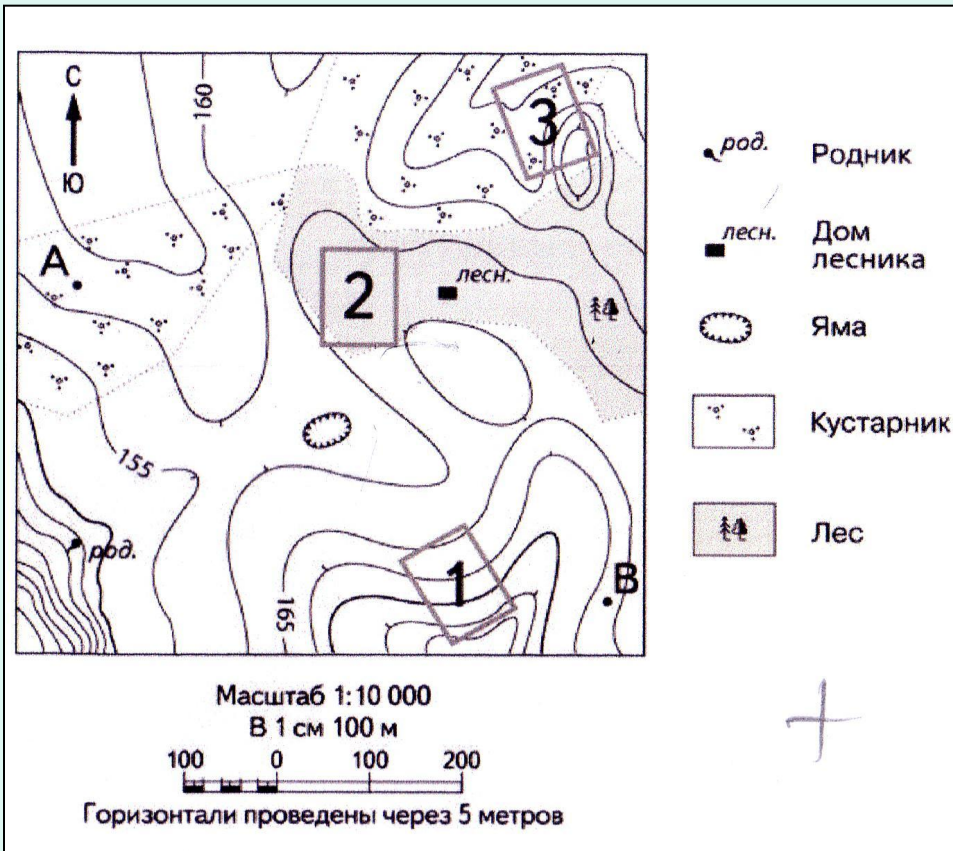 С
Ю
160
3
А
2
лесн.
155
род.
165
1
В
род. Родник
лесн. Дом
лесника
Яма
Кустарник
Лес
Масштаб 1:10 000
В 1 см 100 м
100 0 100 200
Горизонтали проведены через 5 метров